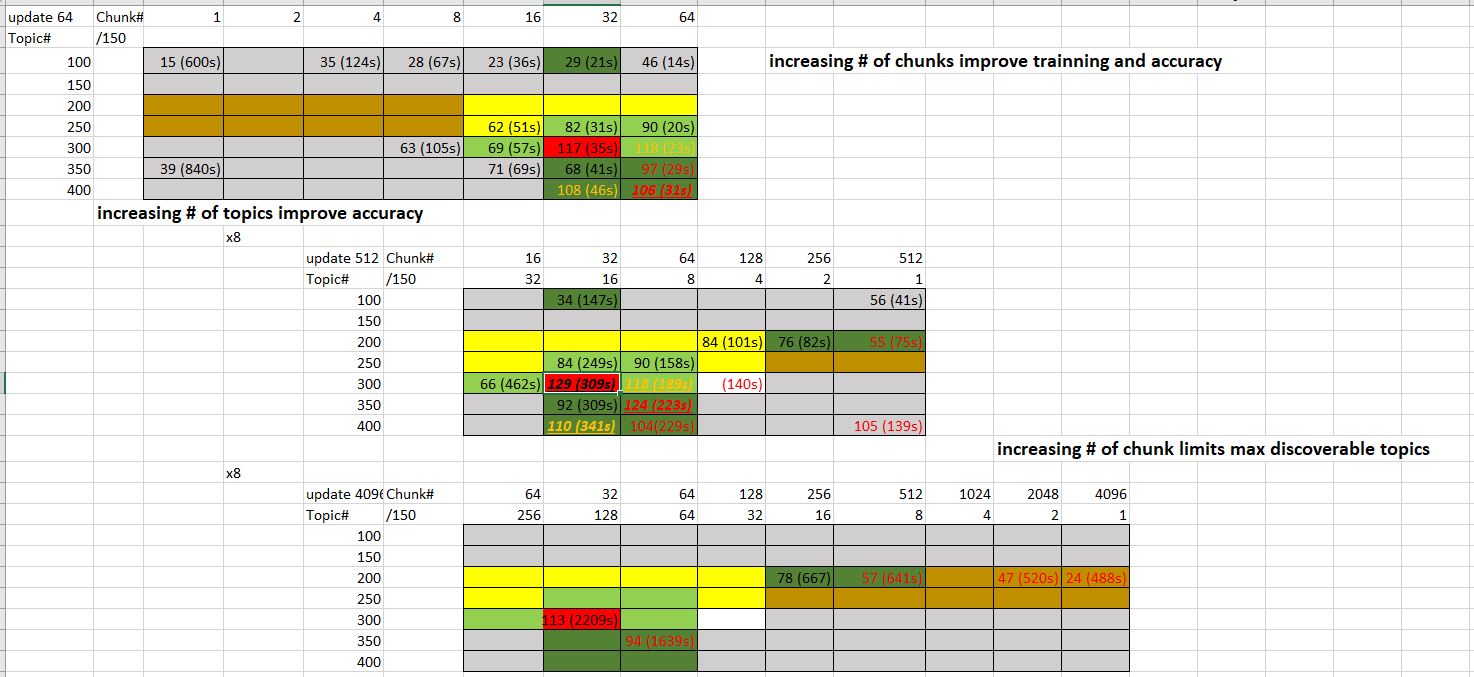 update 64 Chunk# 1 2 4 8 16 32 64
Topic# /150
100 15 (600s) 35 (124s) 28 (67s) 23 (36s) 29 (21s) 46 (14s) increasing # of chunks improve trainning and accuracy
150
200
250 62 (51s) 82 (31s) 90 (20s)
300 63 (105s) 69 (57s) 117 (35s) 118 (23s)
350 39 (840s) 71 (69s) 68 (41s) 97 (29s)
400 108 (46s) 106 (31s)
increasing # of topics improve accuracy
x8
update 512 Chunk# 16 32 64 128 256 512
Topic# /150 32 16 8 4 2 1
100 34 (147s) 56 (41s)
150
200 84 (101s) 76 (82s) 55 (75s)
250 84 (249s) 90 (158s)
300 66 (462s) 129 (309s) 118 (189s) (140s)
350 92 (309s) 124 (223s)
400 110 (341s) 104(229s) 105 (139s)
increasing # of chunk limits max discoverable topics
x8
update 4096 Chunk# 64 32 64 128 256 512 1024 2048 4096
Topic# /150 256 128 64 32 16 8 4 2 1
100
150
200 78 (667) 57 (641s) 47 (520s) 24 (488s)
250
300 113 (2209s)
350 94 (1639s)
400